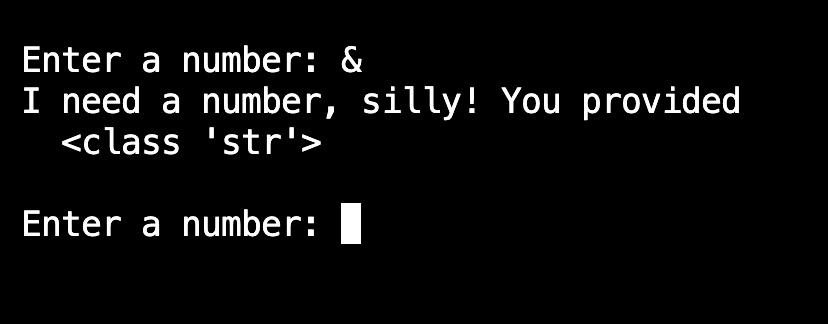 Enter a number: &
I need a number, silly! You provided
  <class 'str'>
Enter a number: